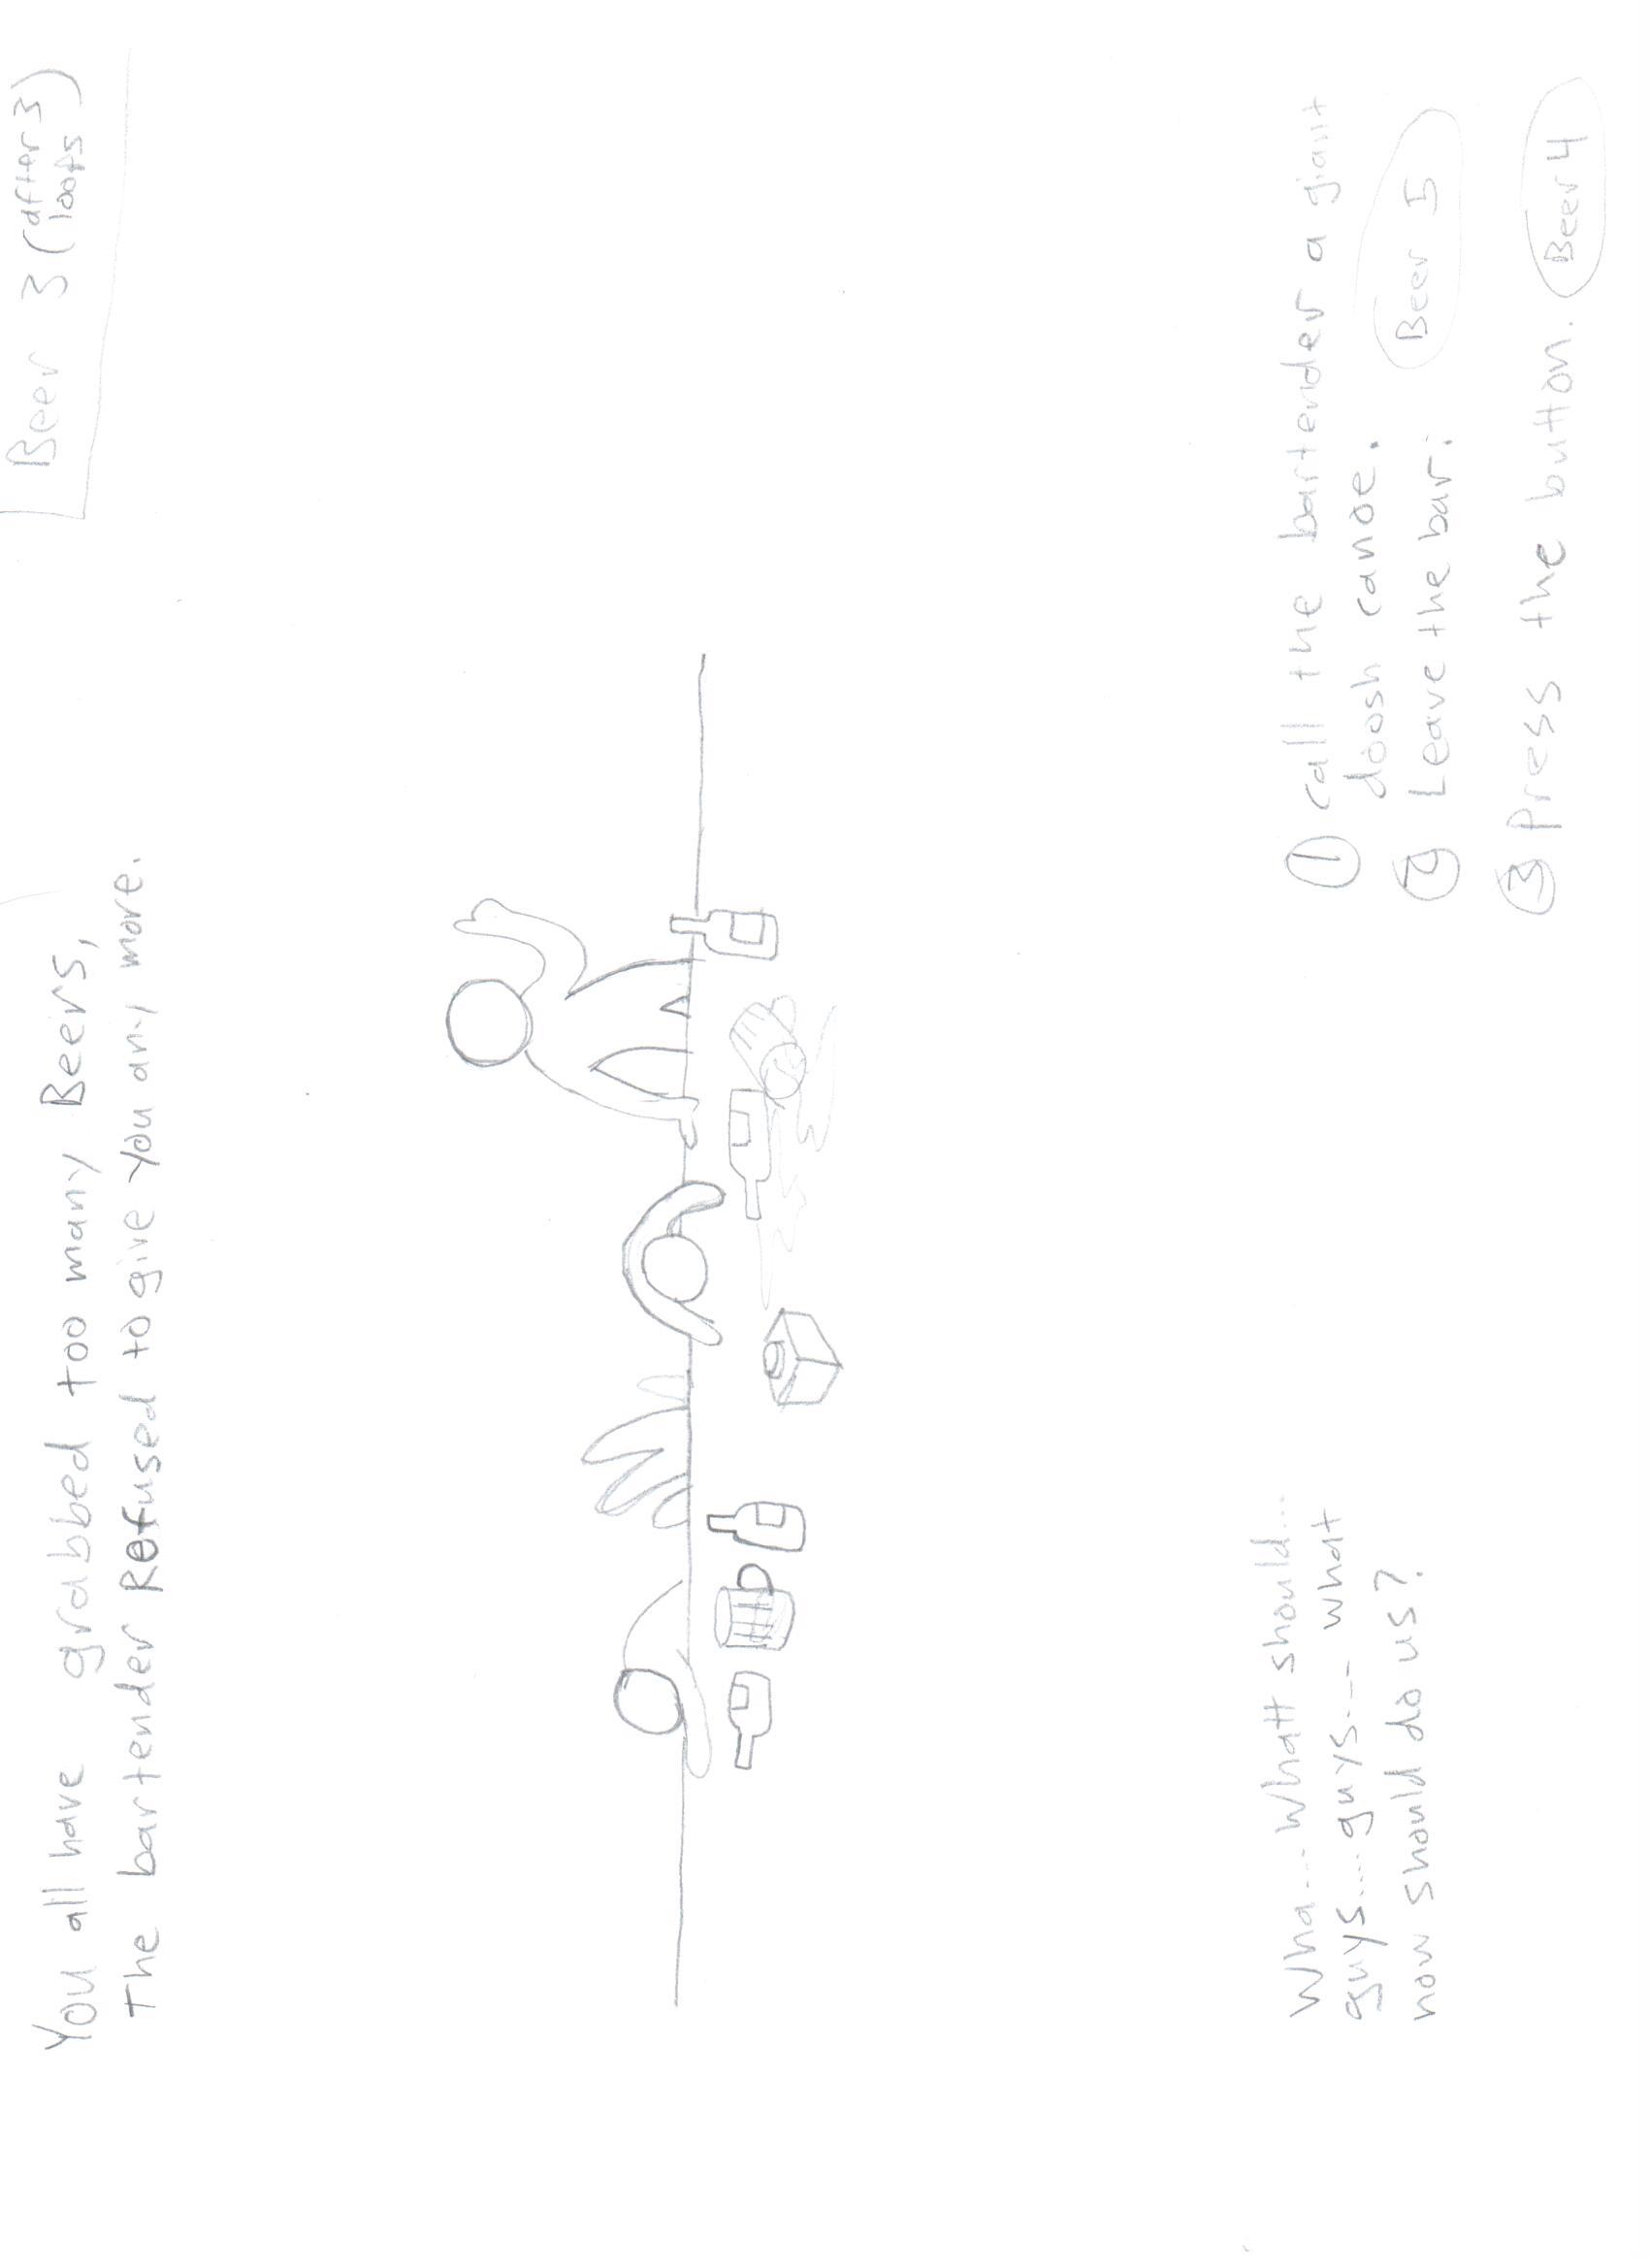 Beer 3 (after 3
loops)
You all have grabbed too many Beers,
The bartender Refused to give you any more.
Wha... whatt should...
guys.... guys.... what
now should do us?
① call the bartender a giant
doosh canoe.
② Leave the bar.
Beer 5
③ Press the button. Beer 4